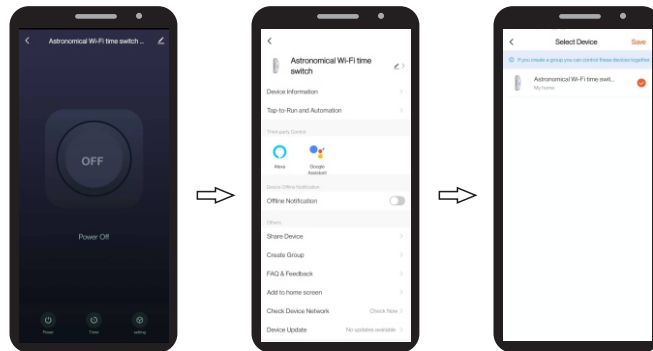 Astronomical Wi-Fi time switch ...
OFF
Power Off
Power
Timer
setting
Astronomical Wi-Fi time
switch
Device Information
Tap-to-Run and Automation
Third-party Control
Alexa
Google
Assistant
Device Offline Notification
Offline Notification
Others
Share Device
Create Group
FAQ & Feedback
Add to home screen
Check Device Network Check Now
Device Update No updates available
Select Device Save
If you create a group you can control these devices together
Astronomical Wi-Fi time swit...
My home